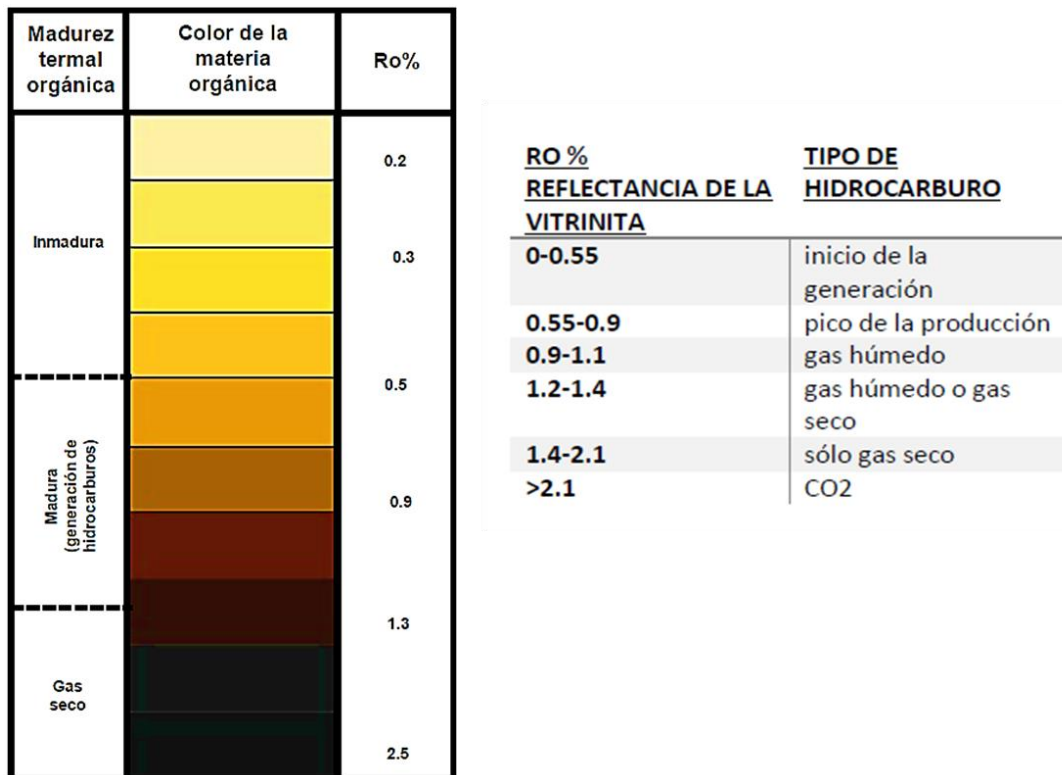 Madurez
termal
orgánica
Color de la
materia
orgánica
Ro%
Inmadura
Madura
(generación de
hidrocarburos)
Gas
seco
0.2
0.3
0.5
0.9
1.3
2.5
RO %
REFLECTANCIA DE LA
VITRINITA
TIPO DE
HIDROCARBURO
0-0.55
inicio de la
generación
0.55-0.9
pico de la producción
0.9-1.1
gas húmedo
1.2-1.4
gas húmedo o gas
seco
1.4-2.1
sólo gas seco
>2.1
CO2